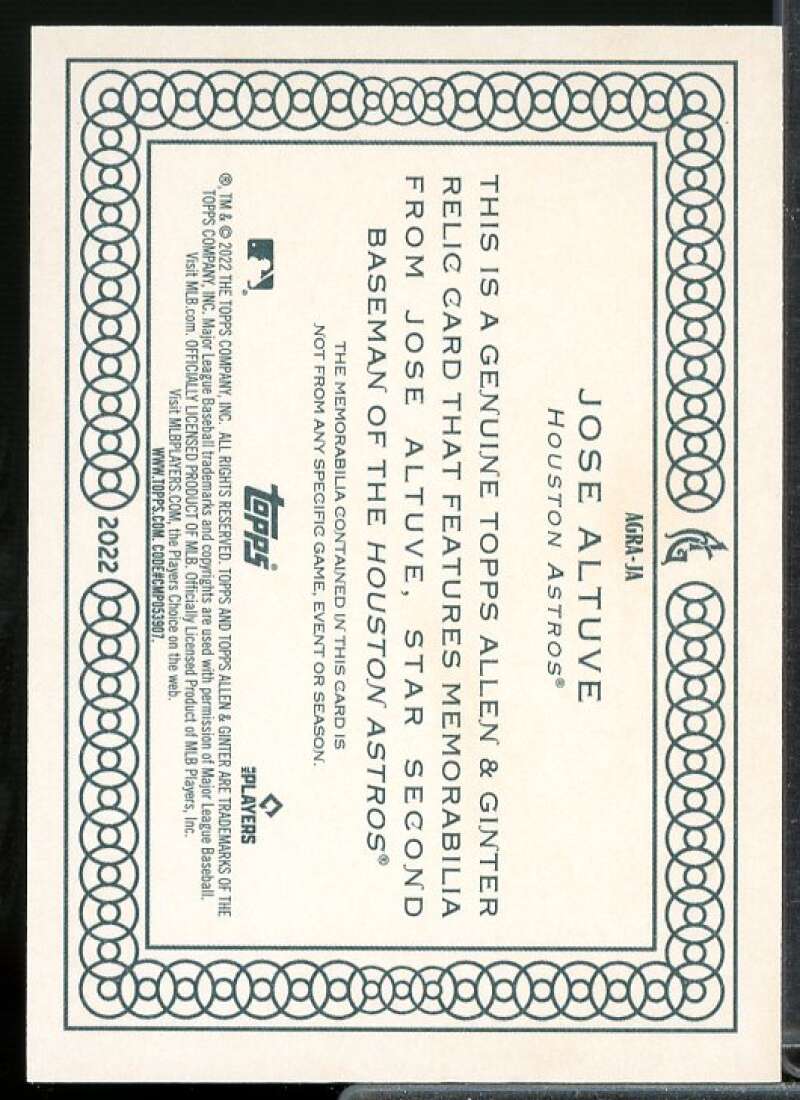 AGRA-JA
JOSE ALTUVE
HOUSTON ASTROS®
THIS IS A GENUINE TOPPS ALLEN & GINTER
RELIC CARD THAT FEATURES MEMORABILIA
FROM JOSE ALTUVE, STAR SECOND
BASEMAN OF THE HOUSTON ASTROS®
THE MEMORABILIA CONTAINED IN THIS CARD IS
NOT FROM ANY SPECIFIC GAME, EVENT OR SEASON.
®
topps®
MLB PLAYERS
®, TM & © 2022 THE TOPPS COMPANY, INC. ALL RIGHTS RESERVED. TOPPS AND TOPPS ALLEN & GINTER ARE TRADEMARKS OF THE
TOPPS COMPANY, INC. Major League Baseball trademarks and copyrights are used with permission of Major League Baseball.
Visit MLB.com. OFFICIALLY LICENSED PRODUCT OF MLB. Officially Licensed Product of MLB Players, Inc.
Visit MLBPLAYERS.COM, the Players Choice on the web.
WWW.TOPPS.COM. CODE#CMP053907.
2022